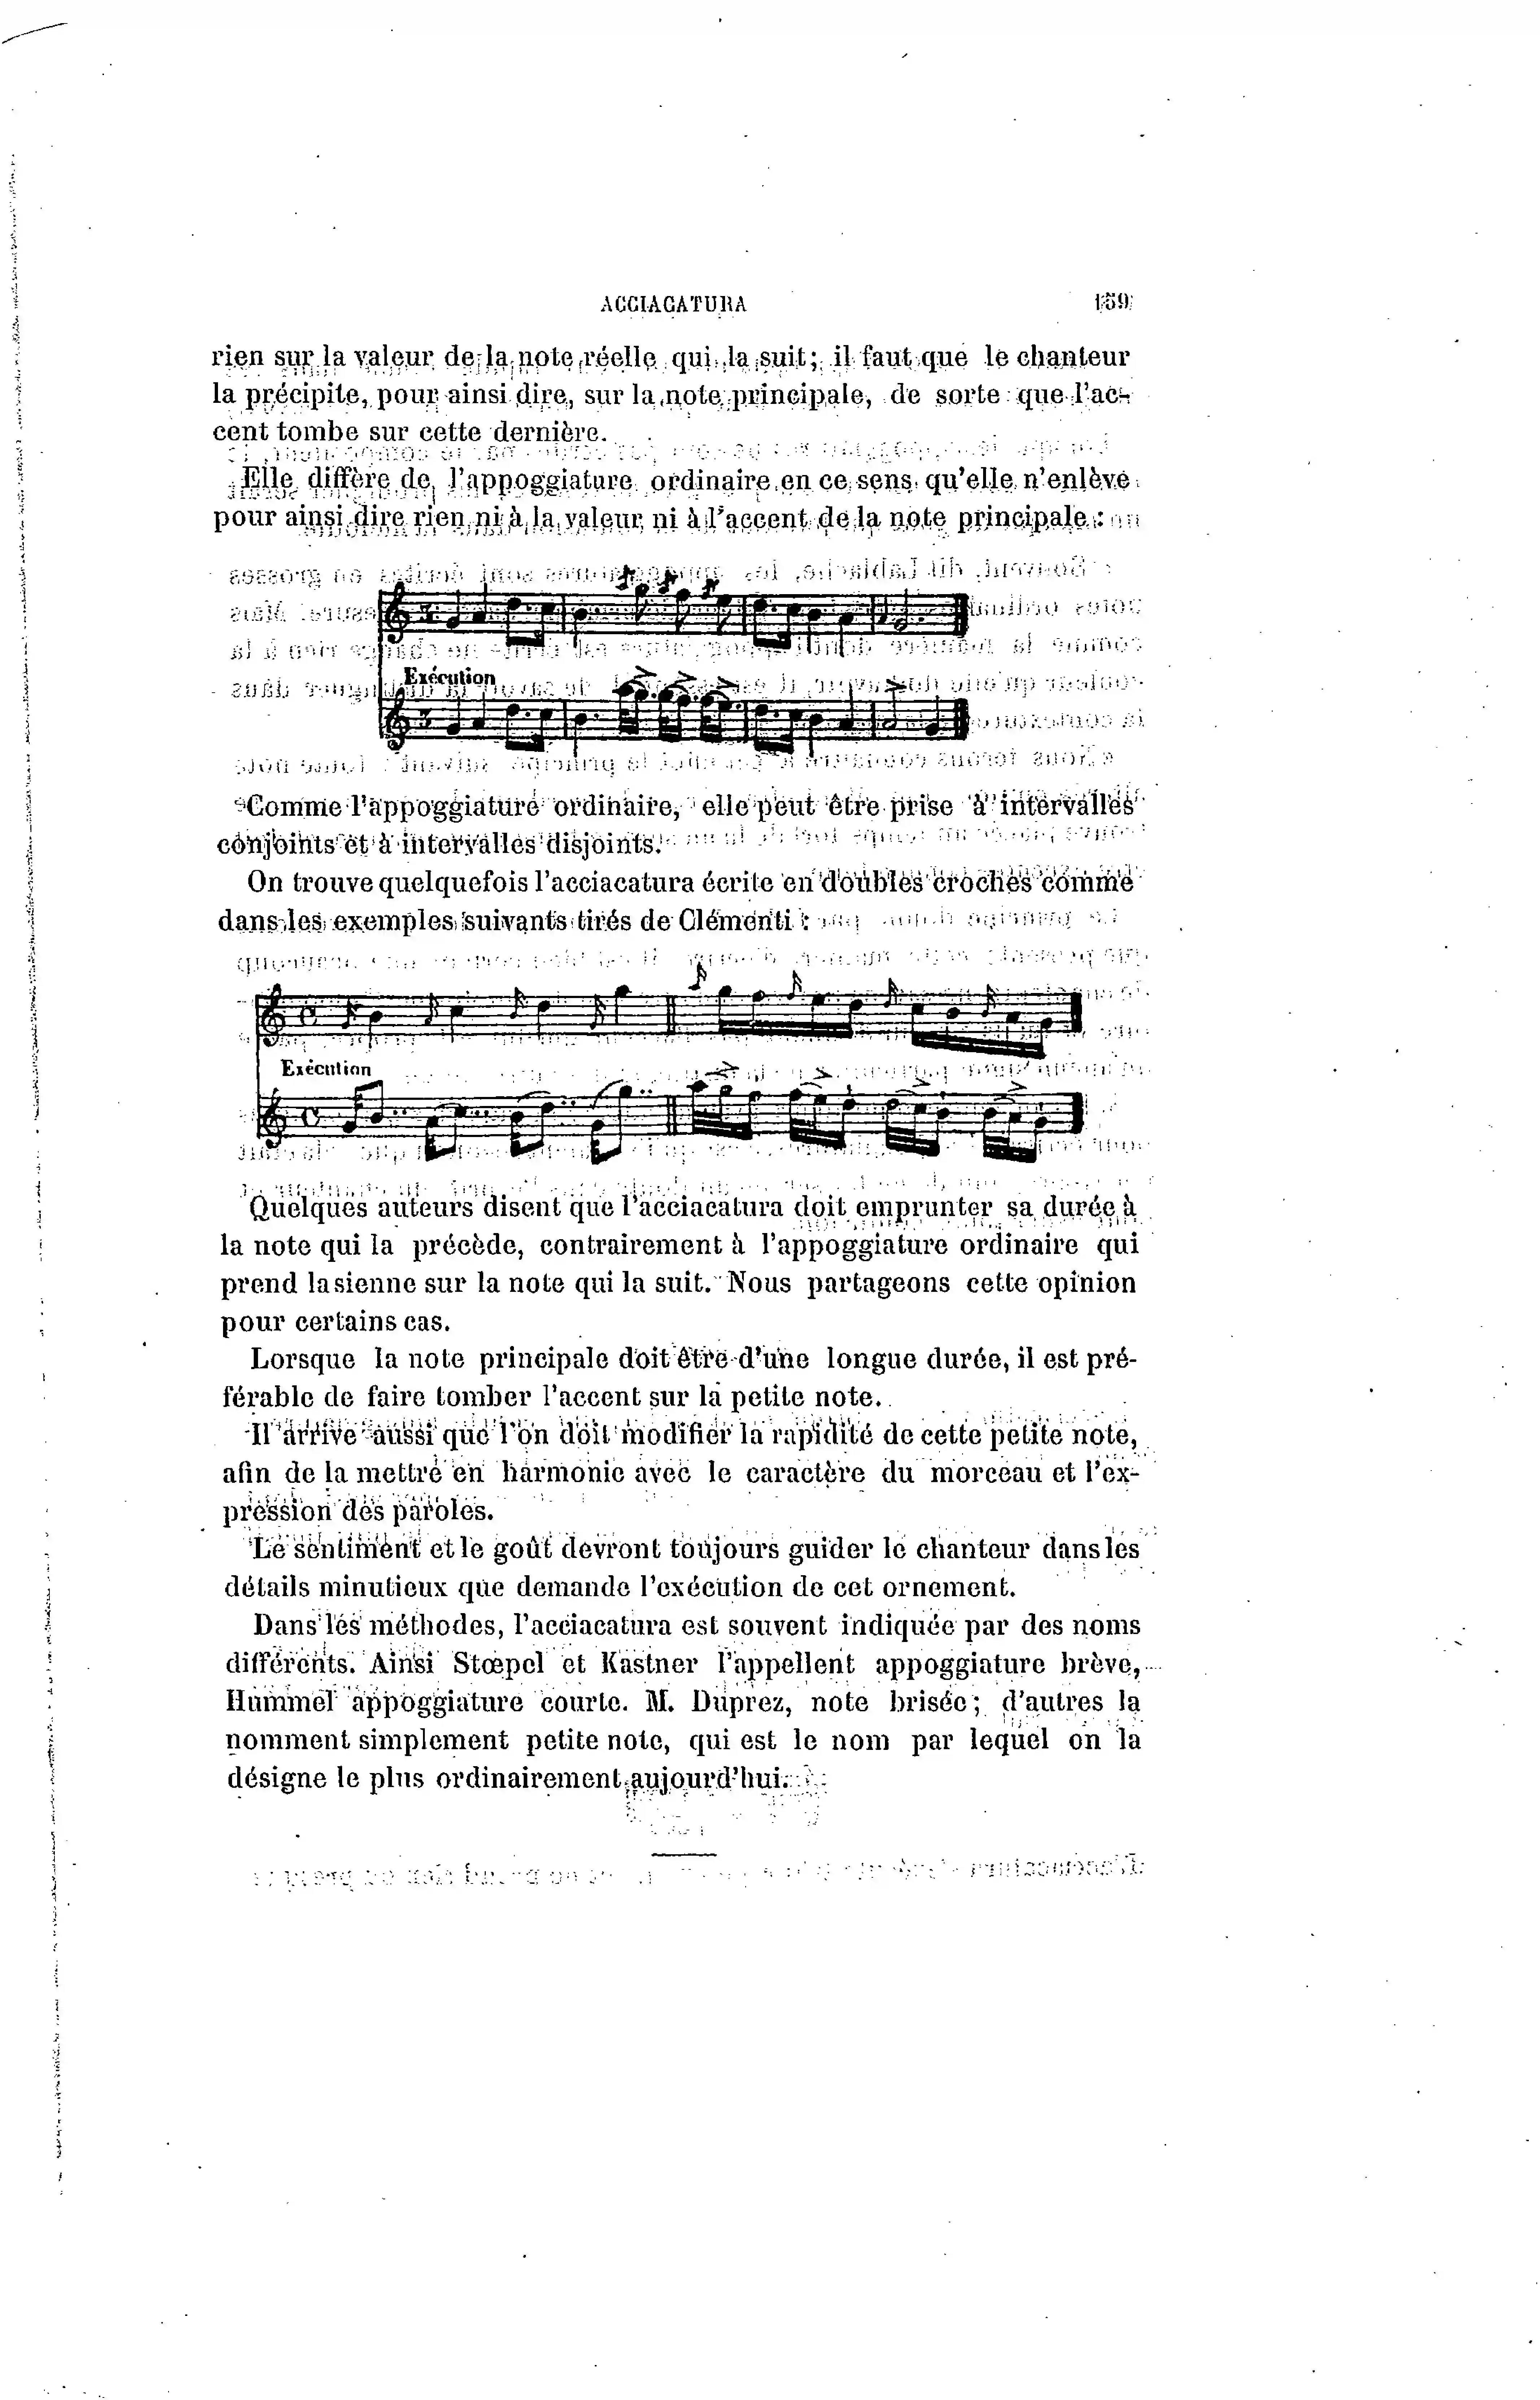 ACCIACATURA 159
rien sur la valeur de la note réelle qui la suit; il faut que le chanteur
la précipite, pour ainsi dire, sur la note principale, de sorte que l'ac-
cent tombe sur cette dernière.
Elle diffère de l'appoggiature ordinaire en ce sens qu'elle n'enlève
pour ainsi dire rien ni à la valeur ni à l'accent de la note principale :
Exécution
Comme l'appoggiature ordinaire, elle peut être prise à intervalles
conjoints et à intervalles disjoints.
On trouve quelquefois l'acciacatura écrite en doubles croches comme
dans les exemples suivants tirés de Clémenti :
Exécution
Quelques auteurs disent que l'acciacatura doit emprunter sa durée à
la note qui la précède, contrairement à l'appoggiature ordinaire qui
prend la sienne sur la note qui la suit. Nous partageons cette opinion
pour certains cas.
Lorsque la note principale doit être d'une longue durée, il est pré-
férable de faire tomber l'accent sur la petite note.
Il arrive aussi que l'on doit modifier la rapidité de cette petite note,
afin de la mettre en harmonie avec le caractère du morceau et l'ex-
pression des paroles.
Le sentiment et le goût devront toujours guider le chanteur dans les
détails minutieux que demande l'exécution de cet ornement.
Dans les méthodes, l'acciacatura est souvent indiquée par des noms
différents. Ainsi Stœpel et Kastner l'appellent appoggiature brève,
Hummel appoggiature courte. M. Duprez, note brisée; d'autres la
nomment simplement petite note, qui est le nom par lequel on la
désigne le plus ordinairement aujourd'hui.